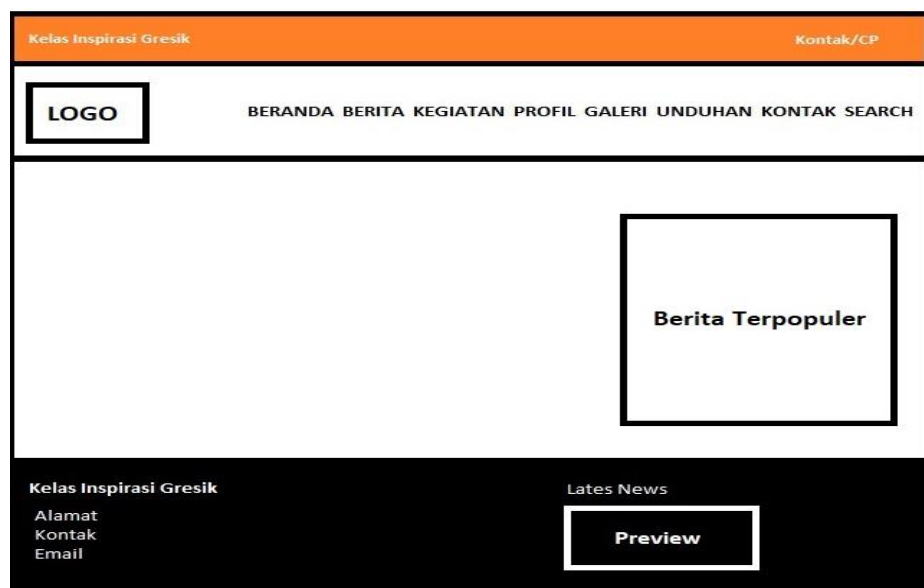 Kelas Inspirasi Gresik
Kontak/CP
LOGO
BERANDA BERITA KEGIATAN PROFIL GALERI UNDUHAN KONTAK SEARCH
Berita Terpopuler
Kelas Inspirasi Gresik
Alamat
Kontak
Email
Lates News
Preview